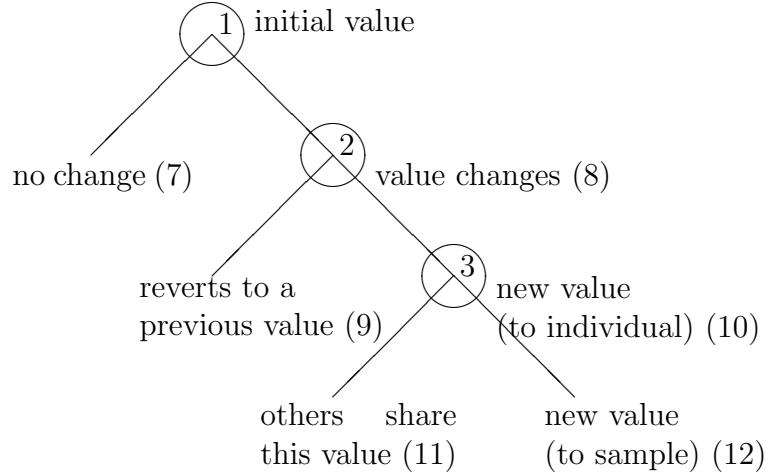 1 initial value
2
no change (7)
value changes (8)
3
reverts to a
previous value (9)
new value
(to individual) (10)
others share
this value (11)
new value
(to sample) (12)